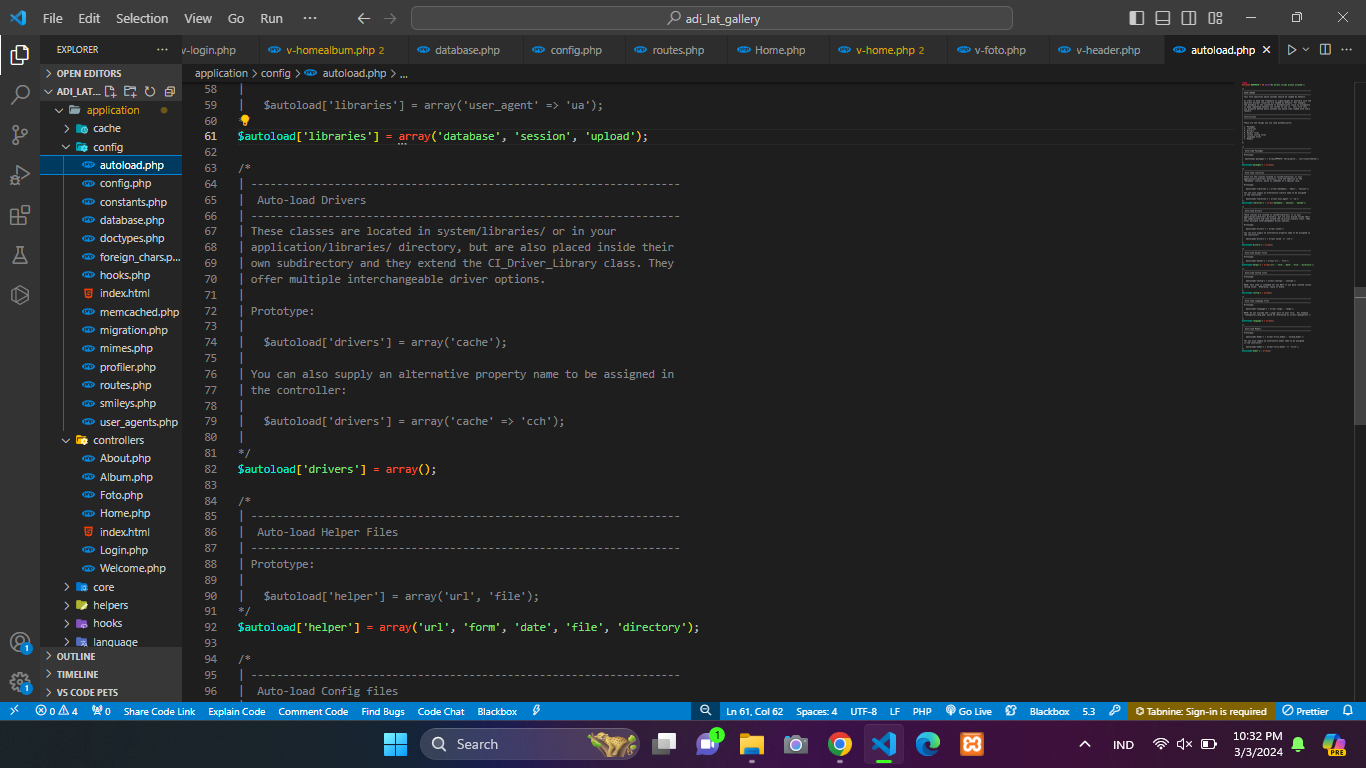 File Edit Selection View Go Run ··· adi_lat_gallery
EXPLORER ···
v-login.php v-homealbum.php 2 database.php config.php routes.php Home.php v-home.php 2 v-foto.php v-header.php autoload.php
OPEN EDITORS
application > config > autoload.php > ...
ADI_LAT...
application
cache
config
autoload.php
config.php
constants.php
database.php
doctypes.php
foreign_chars.p...
hooks.php
index.html
memcached.php
migration.php
mimes.php
profiler.php
routes.php
smileys.php
user_agents.php
controllers
About.php
Album.php
Foto.php
Home.php
index.html
Login.php
Welcome.php
core
helpers
hooks
language
OUTLINE
TIMELINE
VS CODE PETS
58 |
59 | $autoload['libraries'] = array('user_agent' => 'ua');
60
61 $autoload['libraries'] = array('database', 'session', 'upload');
62
63 /*
64 | -------------------------------------------------------------------
65 | Auto-load Drivers
66 | -------------------------------------------------------------------
67 | These classes are located in system/libraries/ or in your
68 | application/libraries/ directory, but are also placed inside their
69 | own subdirectory and they extend the CI_Driver_Library class. They
70 | offer multiple interchangeable driver options.
71 |
72 | Prototype:
73 |
74 | $autoload['drivers'] = array('cache');
75 |
76 | You can also supply an alternative property name to be assigned in
77 | the controller:
78 |
79 | $autoload['drivers'] = array('cache' => 'cch');
80 |
81 */
82 $autoload['drivers'] = array();
83
84 /*
85 | -------------------------------------------------------------------
86 | Auto-load Helper Files
87 | -------------------------------------------------------------------
88 | Prototype:
89 |
90 | $autoload['helper'] = array('url', 'file');
91 */
92 $autoload['helper'] = array('url', 'form', 'date', 'file', 'directory');
93
94 /*
95 | -------------------------------------------------------------------
96 | Auto-load Config files
1
1
0 4 0 Share Code Link Explain Code Comment Code Find Bugs Code Chat Blackbox Ln 61, Col 62 Spaces: 4 UTF-8 LF PHP Go Live Blackbox 5.3 Tabnine: Sign-in is required Prettier
Search 1 IND 10:32 PM
3/3/2024 PRE